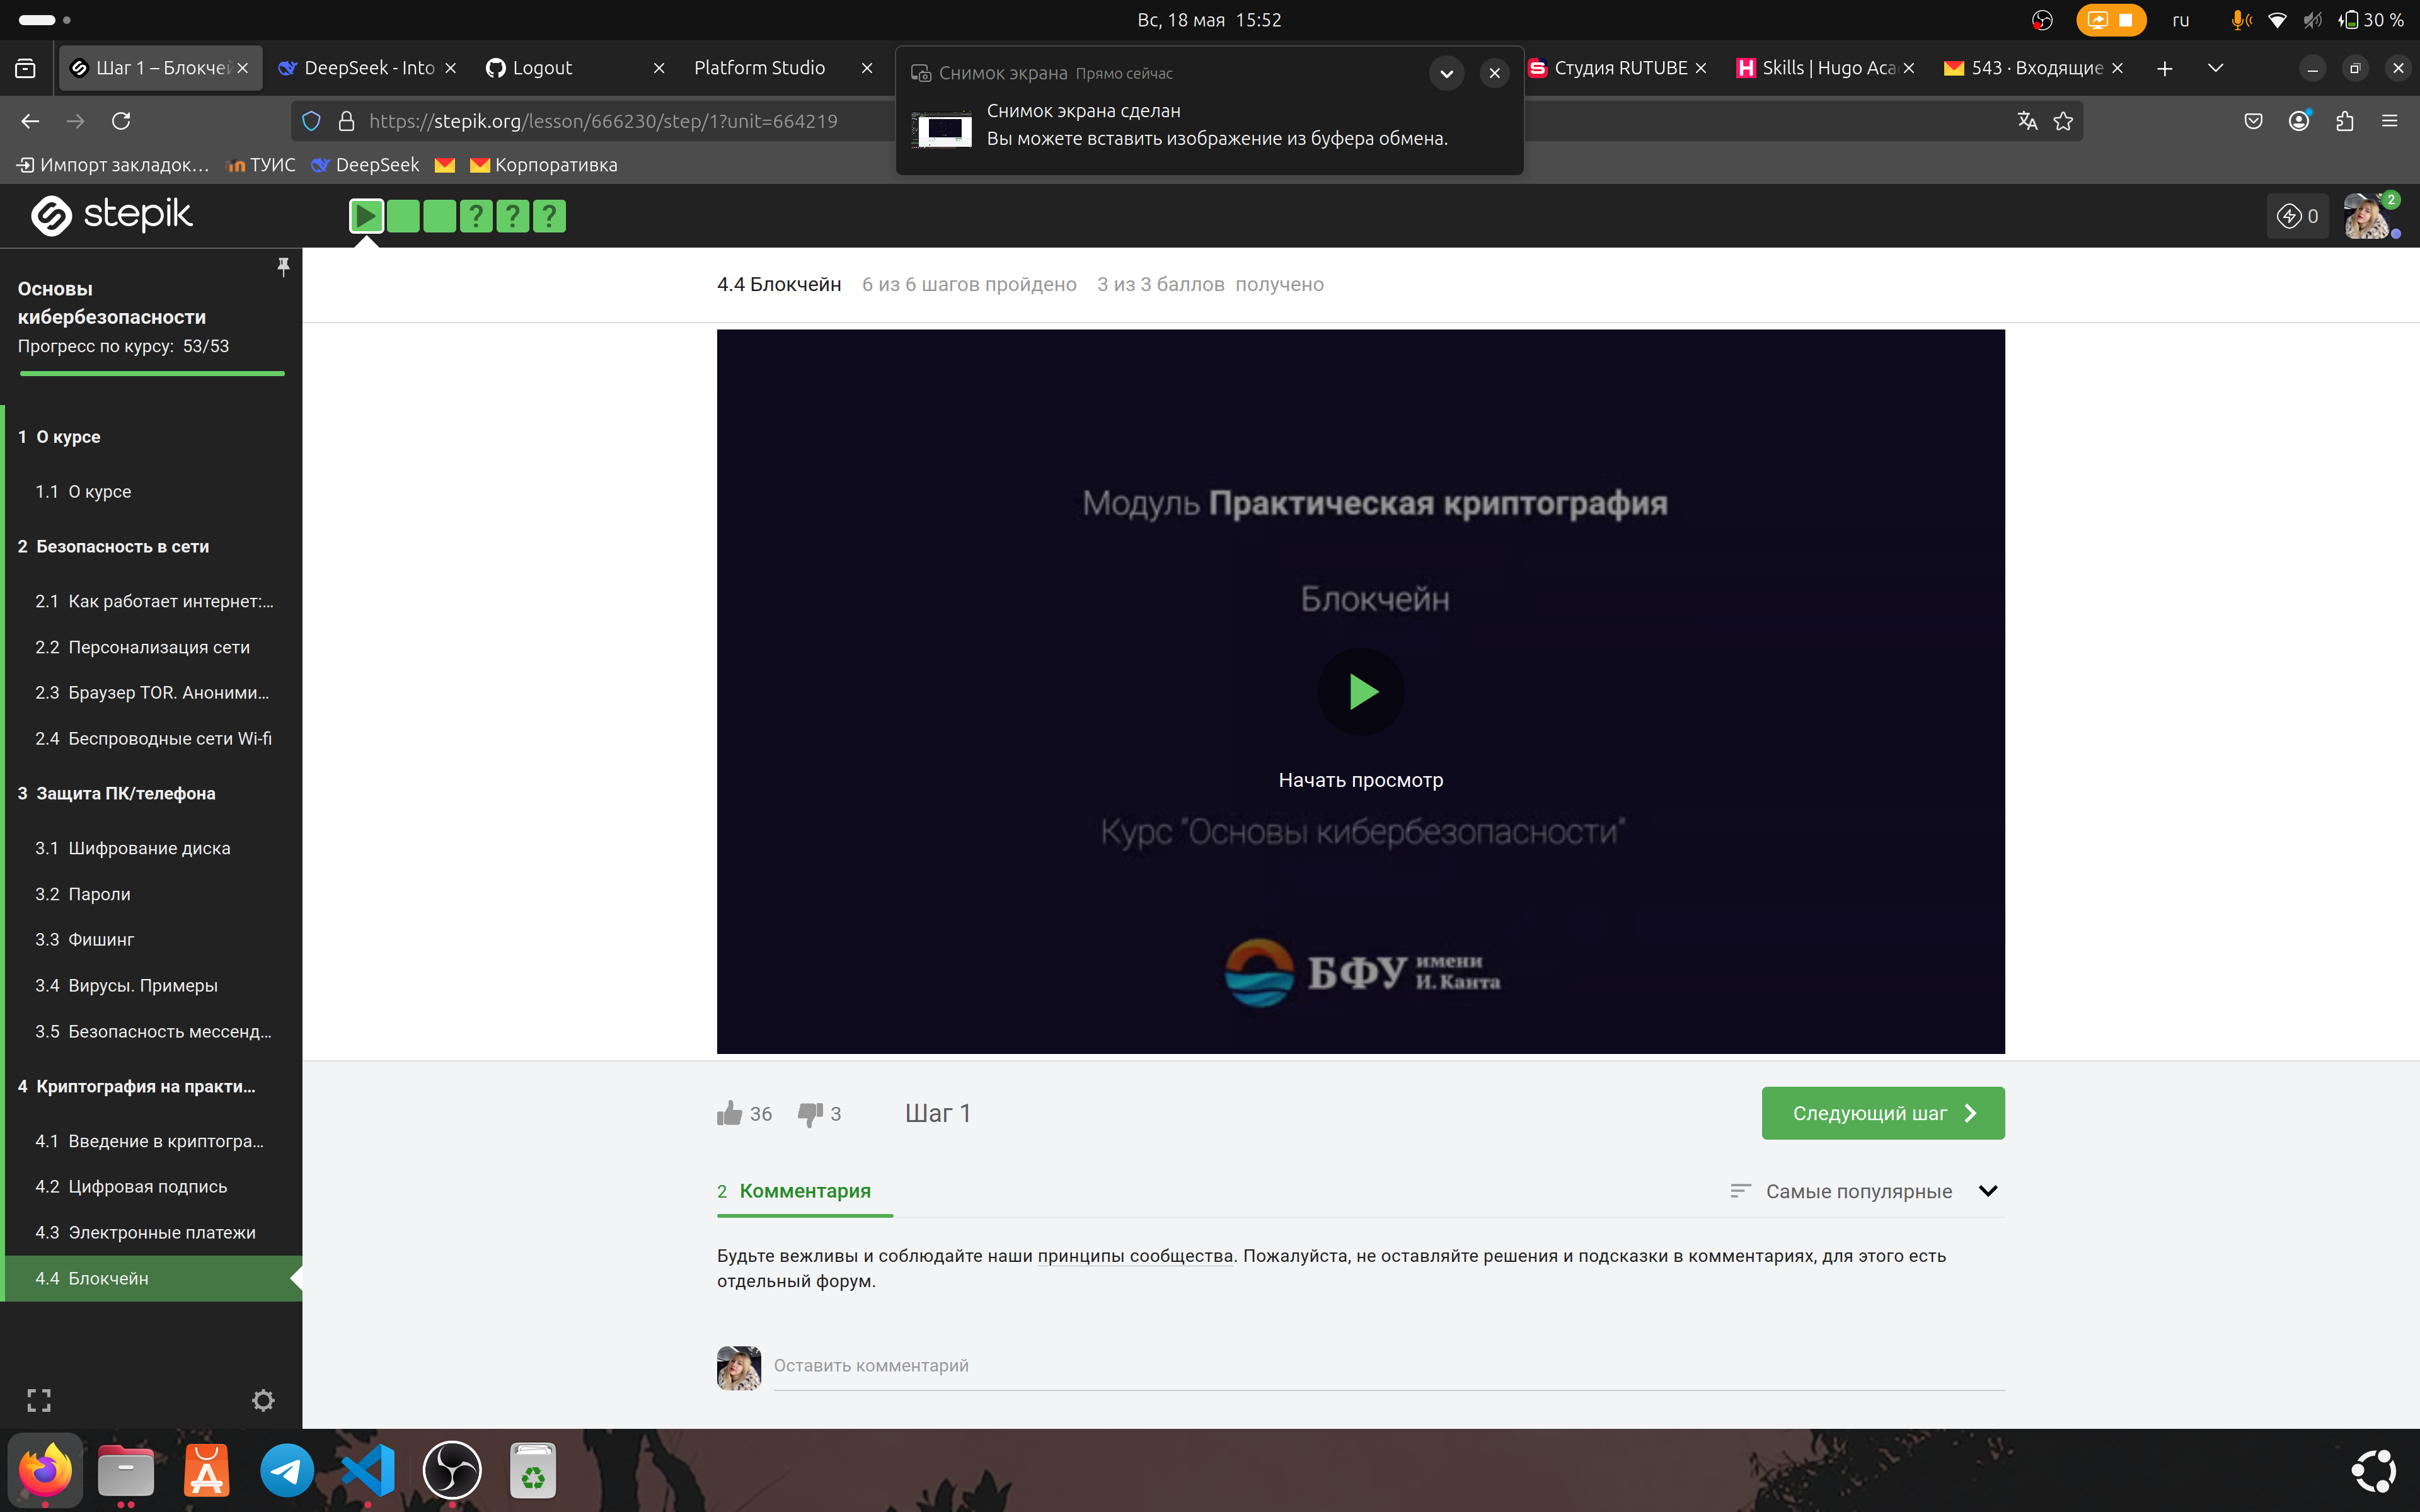 Вс, 18 мая 15:52
ru
30 %
Шаг 1 – Блокчей
DeepSeek - Into
Logout
Platform Studio
Студия RUTUBE
Skills | Hugo Aca
543 · Входящие
Снимок экрана Прямо сейчас
Снимок экрана сделан
Вы можете вставить изображение из буфера обмена.
https://stepik.org/lesson/666230/step/1?unit=664219
Импорт закладок…
ТУИС
DeepSeek
Корпоративка
stepik
? ? ?
0
2
Основы
кибербезопасности
Прогресс по курсу: 53/53
1 О курсе
1.1 О курсе
2 Безопасность в сети
2.1 Как работает интернет:...
2.2 Персонализация сети
2.3 Браузер TOR. Аноними...
2.4 Беспроводные сети Wi-fi
3 Защита ПК/телефона
3.1 Шифрование диска
3.2 Пароли
3.3 Фишинг
3.4 Вирусы. Примеры
3.5 Безопасность мессенд...
4 Криптография на практи...
4.1 Введение в криптогра...
4.2 Цифровая подпись
4.3 Электронные платежи
4.4 Блокчейн
4.4 Блокчейн 6 из 6 шагов пройдено 3 из 3 баллов получено
Модуль Практическая криптография
Блокчейн
Начать просмотр
Курс "Основы кибербезопасности"
БФУ имени
И. Канта
36 3 Шаг 1
Следующий шаг
2 Комментария
Самые популярные
Будьте вежливы и соблюдайте наши принципы сообщества. Пожалуйста, не оставляйте решения и подсказки в комментариях, для этого есть
отдельный форум.
Оставить комментарий